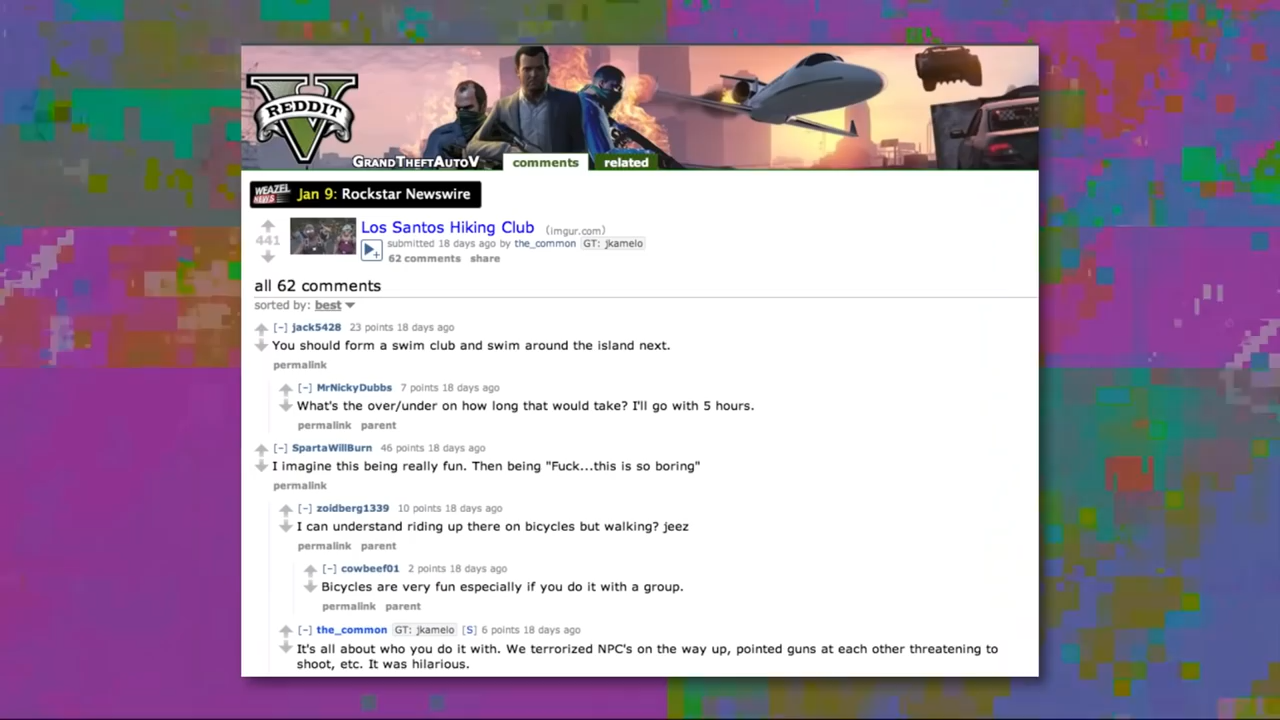 REDDIT
GRANDTHEFTAUTOV
comments
related
WEAZEL NEWS
Jan 9: Rockstar Newswire
Los Santos Hiking Club (imgur.com)
441
submitted 18 days ago by the_common GT: jkamelo
62 comments share
all 62 comments
sorted by: best
[-] jack5428 23 points 18 days ago
You should form a swim club and swim around the island next.
permalink
[-] MrNickyDubbs 7 points 18 days ago
What's the over/under on how long that would take? I'll go with 5 hours.
permalink parent
[-] SpartaWillBurn 46 points 18 days ago
I imagine this being really fun. Then being "Fuck...this is so boring"
permalink
[-] zoidberg1339 10 points 18 days ago
I can understand riding up there on bicycles but walking? jeez
permalink parent
[-] cowbeef01 2 points 18 days ago
Bicycles are very fun especially if you do it with a group.
permalink parent
[-] the_common GT: jkamelo [S] 6 points 18 days ago
It's all about who you do it with. We terrorized NPC's on the way up, pointed guns at each other threatening to
shoot, etc. It was hilarious.